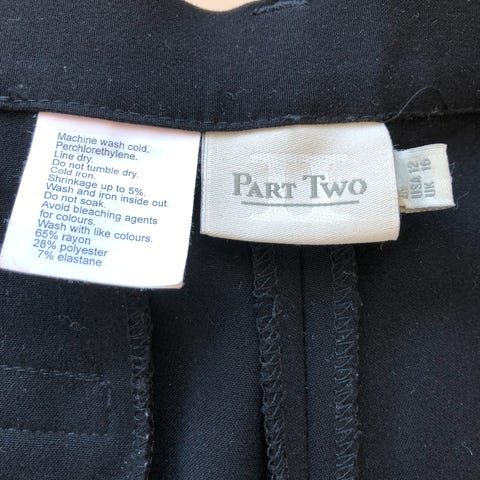 Machine wash cold.
Perchlorethylene.
Line dry.
Do not tumble dry.
Cold iron.
Shrinkage up to 5%.
Wash and iron inside out.
Do not soak.
Avoid bleaching agents
for colours.
Wash with like colours.
65% rayon
28% polyester
7% elastane
PART TWO
USA 12
UK 16